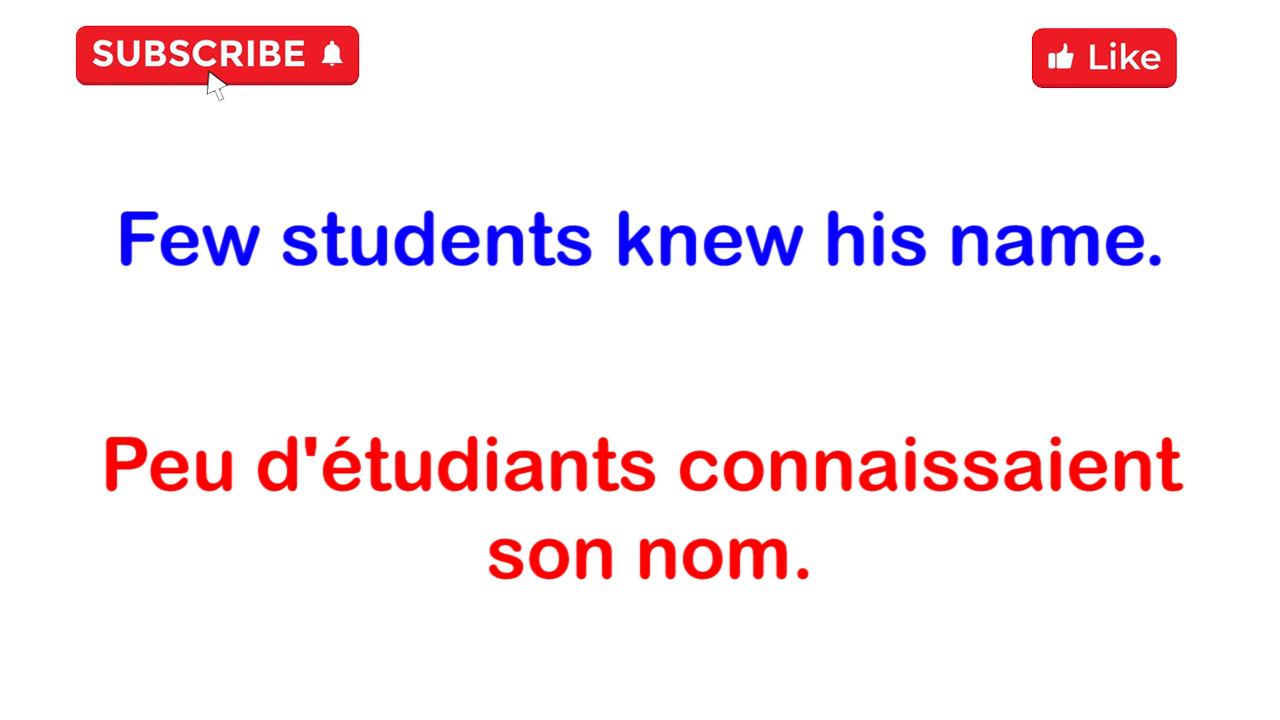 SUBSCRIBE
Like
Few students knew his name.
Peu d'étudiants connaissaient
son nom.